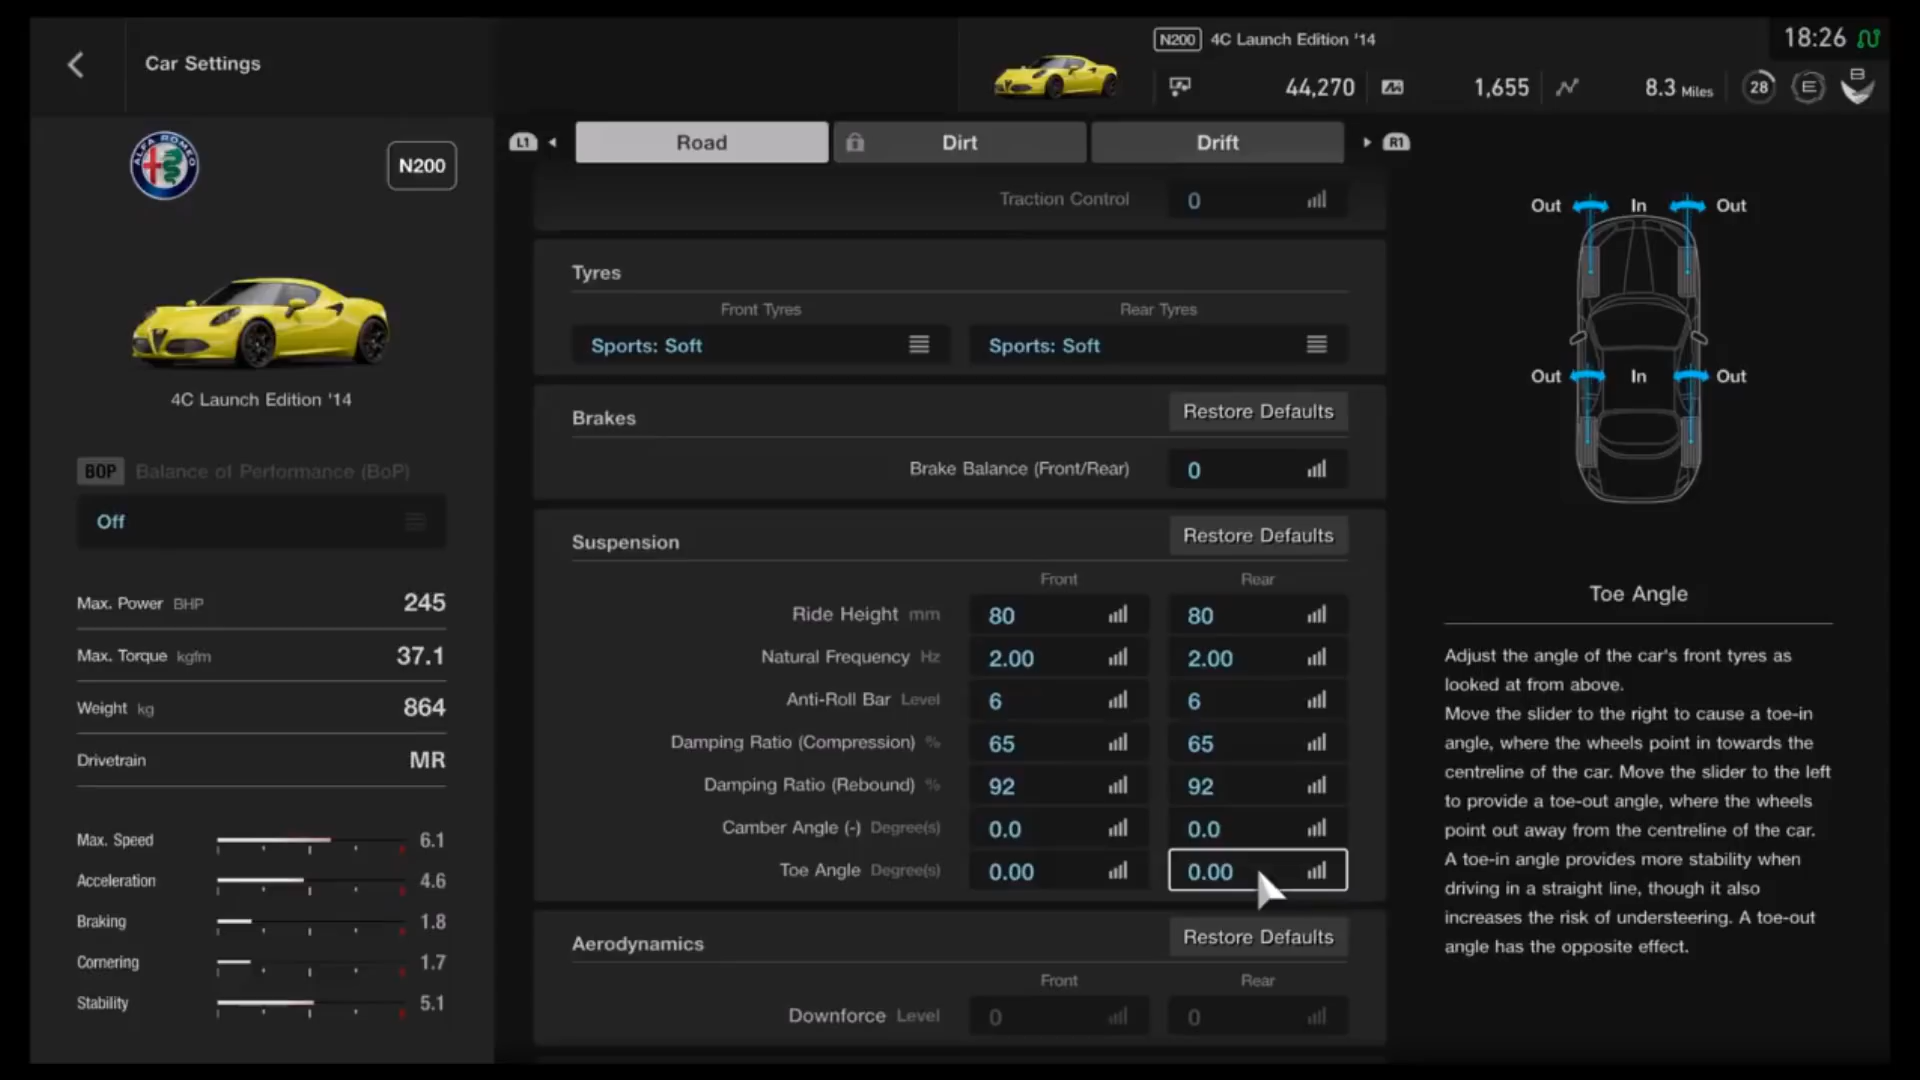 Car Settings
N200 4C Launch Edition '14
18:26
44,270 1,655 8.3 Miles 28 E B
ALFA ROMEO
N200
4C Launch Edition '14
BOP Balance of Performance (BoP)
Off
Max. Power BHP 245
Max. Torque kgfm 37.1
Weight kg 864
Drivetrain MR
Max. Speed 6.1
Acceleration 4.6
Braking 1.8
Cornering 1.7
Stability 5.1
L1 Road Dirt Drift R1
Traction Control 0
Tyres
Front Tyres Rear Tyres
Sports: Soft Sports: Soft
Brakes Restore Defaults
Brake Balance (Front/Rear) 0
Suspension Restore Defaults
Front Rear
Ride Height mm 80 80
Natural Frequency Hz 2.00 2.00
Anti-Roll Bar Level 6 6
Damping Ratio (Compression) % 65 65
Damping Ratio (Rebound) % 92 92
Camber Angle (-) Degree(s) 0.0 0.0
Toe Angle Degree(s) 0.00 0.00
Aerodynamics Restore Defaults
Front Rear
Downforce Level 0 0
Out In Out
Out In Out
Toe Angle
Adjust the angle of the car's front tyres as
looked at from above.
Move the slider to the right to cause a toe-in
angle, where the wheels point in towards the
centreline of the car. Move the slider to the left
to provide a toe-out angle, where the wheels
point out away from the centreline of the car.
A toe-in angle provides more stability when
driving in a straight line, though it also
increases the risk of understeering. A toe-out
angle has the opposite effect.